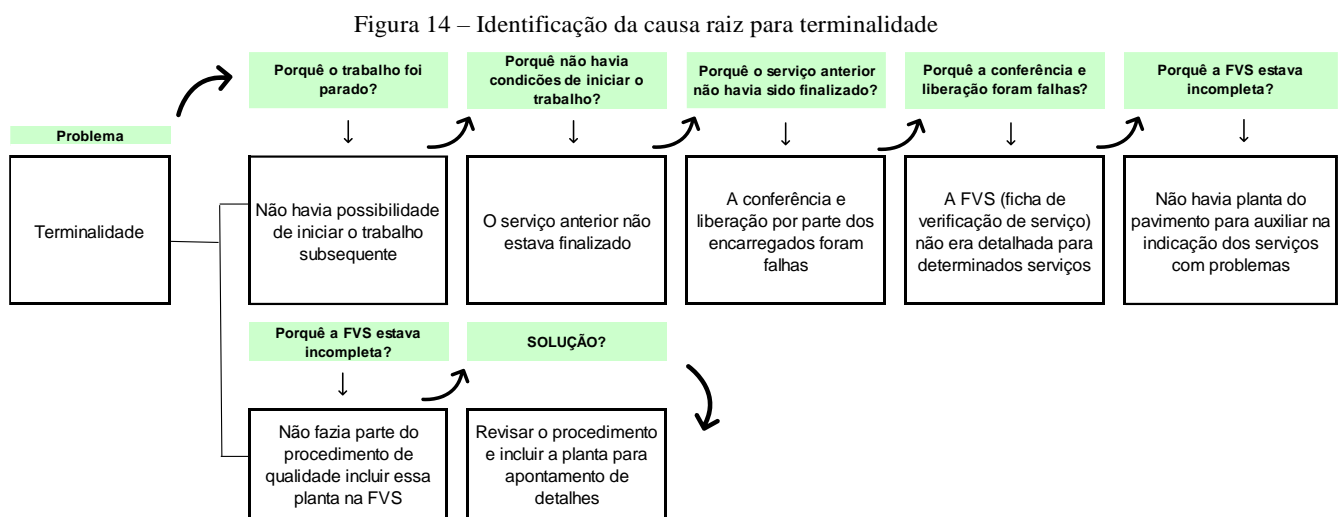 Figura 14 – Identificação da causa raiz para terminalidade
Problema
Terminalidade
Porquê o trabalho foi
parado?
↓
Não havia possibilidade
de iniciar o trabalho
subsequente
Porquê não havia
condicões de iniciar o
trabalho?
↓
O serviço anterior não
estava finalizado
Porquê o serviço anterior
não havia sido finalizado?
↓
A conferência e
liberação por parte dos
encarregados foram
falhas
Porquê a conferência e
liberação foram falhas?
↓
A FVS (ficha de
verificação de serviço)
não era detalhada para
determinados serviços
Porquê a FVS estava
incompleta?
↓
Não havia planta do
pavimento para auxiliar na
indicação dos serviços
com problemas
Porquê a FVS estava
incompleta?
↓
Não fazia parte do
procedimento de
qualidade incluir essa
planta na FVS
SOLUÇÃO?
Revisar o procedimento
e incluir a planta para
apontamento de
detalhes